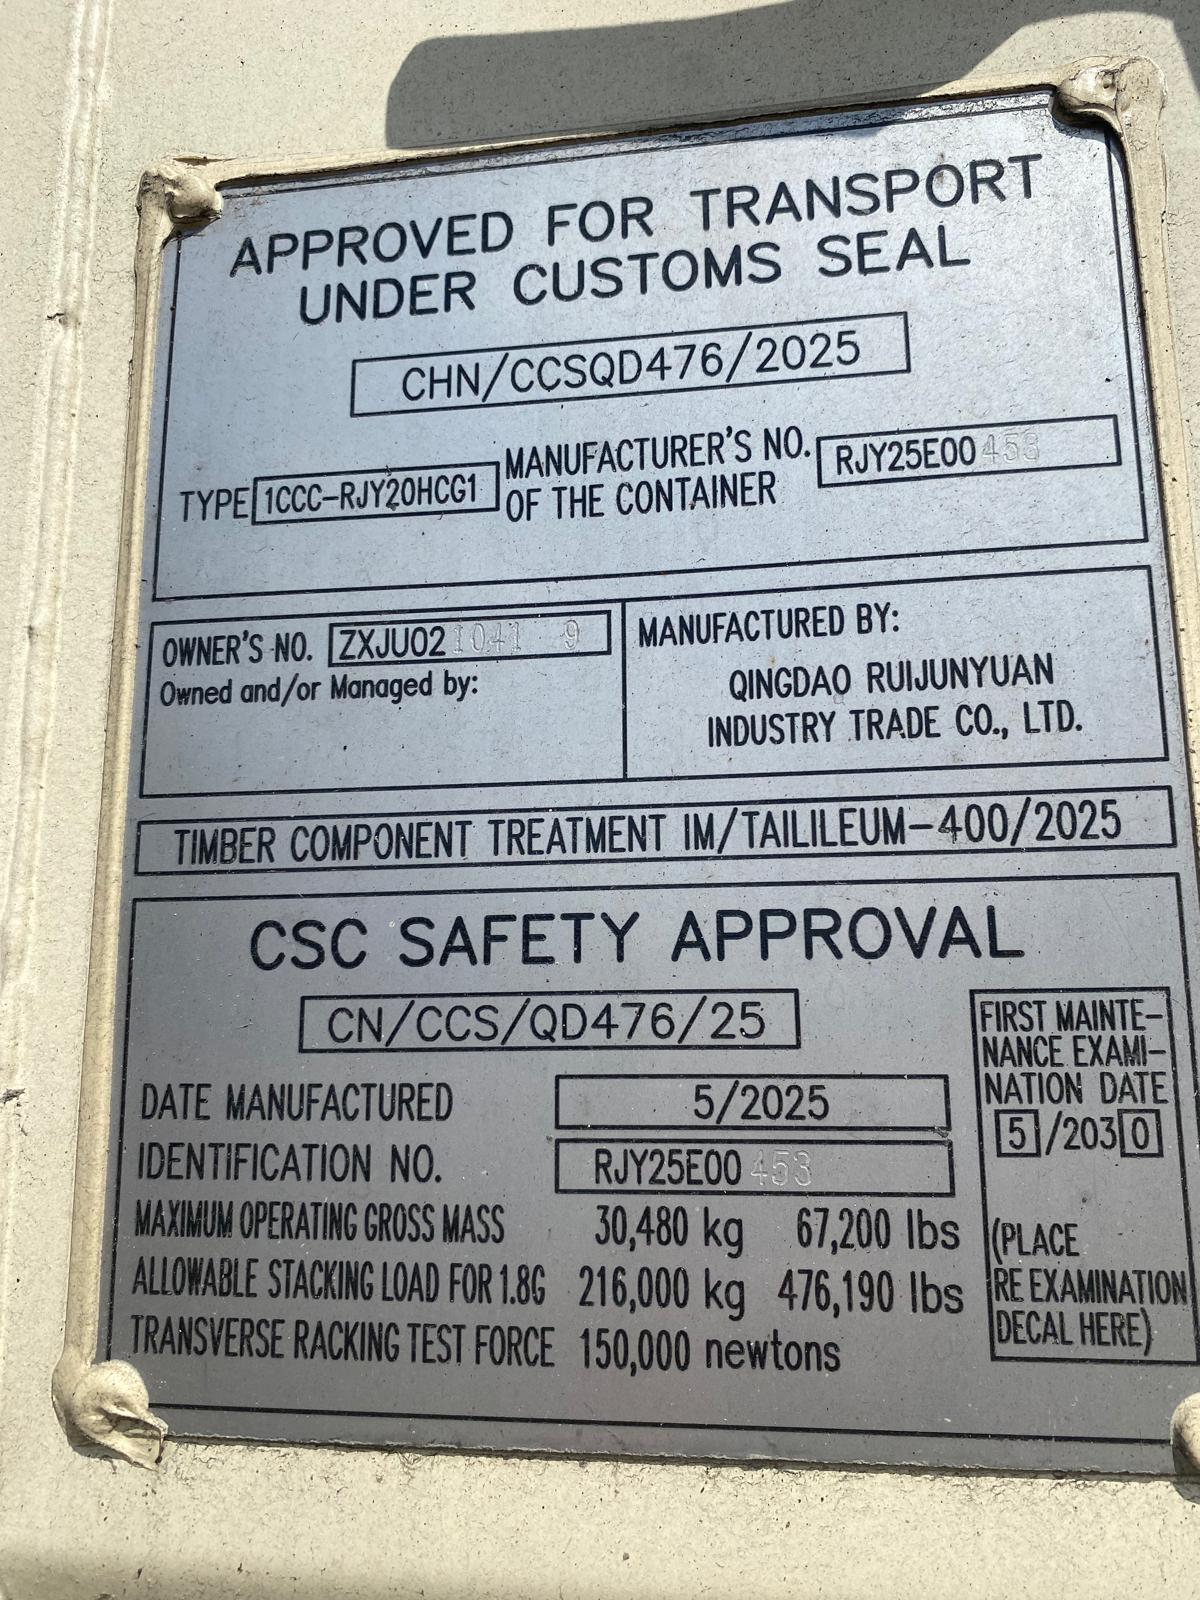 APPROVED FOR TRANSPORT
UNDER CUSTOMS SEAL
CHN/CCSQD476/2025
TYPE 1CCC-RJY20HCG1
MANUFACTURER'S NO.
OF THE CONTAINER
RJY25E00453
OWNER'S NO. ZXJU021041 9
Owned and/or Managed by:
MANUFACTURED BY:
QINGDAO RUIJUNYUAN
INDUSTRY TRADE CO., LTD.
TIMBER COMPONENT TREATMENT IM/TAILILEUM-400/2025
CSC SAFETY APPROVAL
CN/CCS/QD476/25
DATE MANUFACTURED 5/2025
IDENTIFICATION NO. RJY25E00453
MAXIMUM OPERATING GROSS MASS 30,480 kg 67,200 lbs
ALLOWABLE STACKING LOAD FOR 1.8G 216,000 kg 476,190 lbs
TRANSVERSE RACKING TEST FORCE 150,000 newtons
FIRST MAINTE-
NANCE EXAMI-
NATION DATE
5/2030
(PLACE
RE EXAMINATION
DECAL HERE)